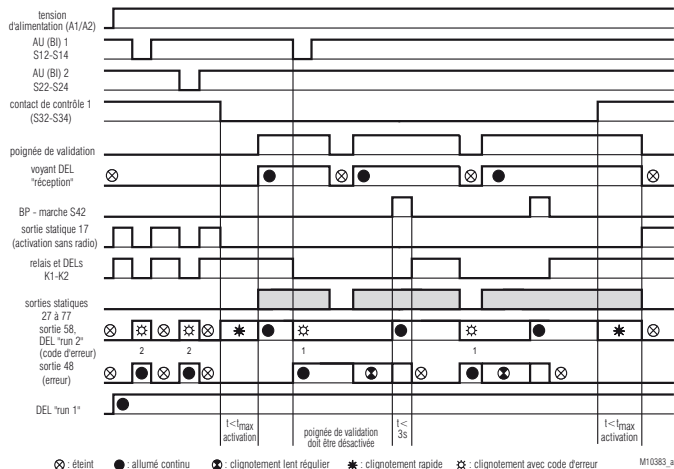 tension
d'alimentation (A1/A2)
AU (BI) 1
S12-S14
AU (BI) 2
S22-S24
contact de contrôle 1
(S32-S34)
poignée de validation
voyant DEL
"réception"
BP - marche S42
sortie statique 17
(activation sans radio)
relais et DELs
K1-K2
sorties statiques
27 à 77
sortie 58,
DEL "run 2"
(code d'erreur)
2 2 1 1
sortie 48
(erreur)
DEL "run 1"
t<tmax
activation
poignée de validation
doit être désactivée
t<
3s
t<tmax
activation
: éteint : allumé continu : clignotement lent régulier : clignotement rapide : clignotement avec code d'erreur
M10383_a